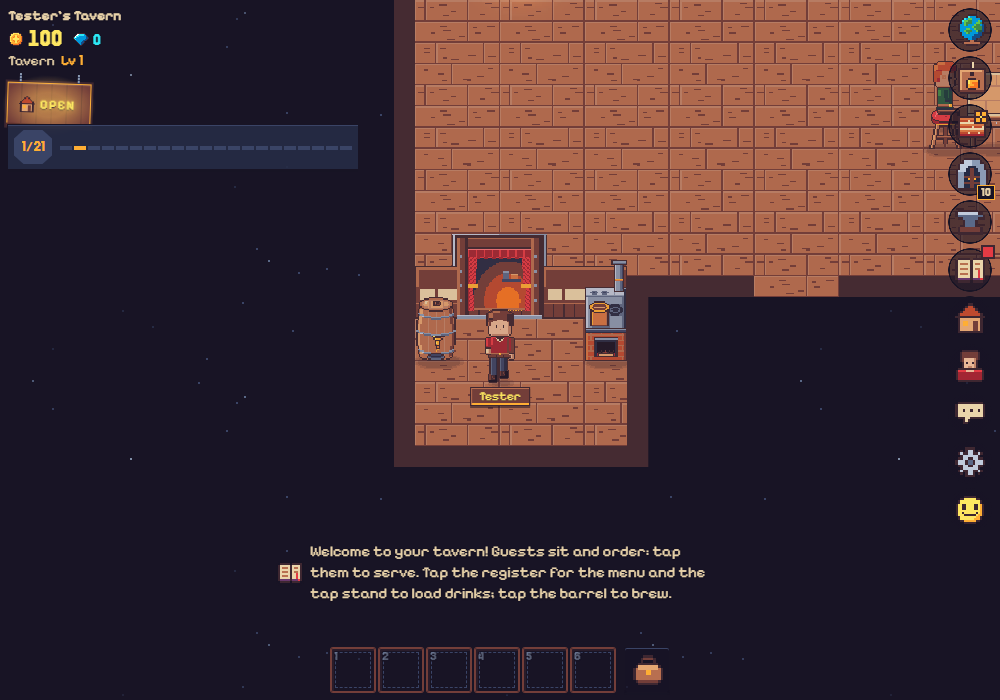 Tester's Tavern
100 0
Tavern Lv 1
OPEN
1/21
10
Tester
Welcome to your tavern! Guests sit and order: tap
them to serve. Tap the register for the menu and the
tap stand to load drinks; tap the barrel to brew.
1 2 3 4 5 6